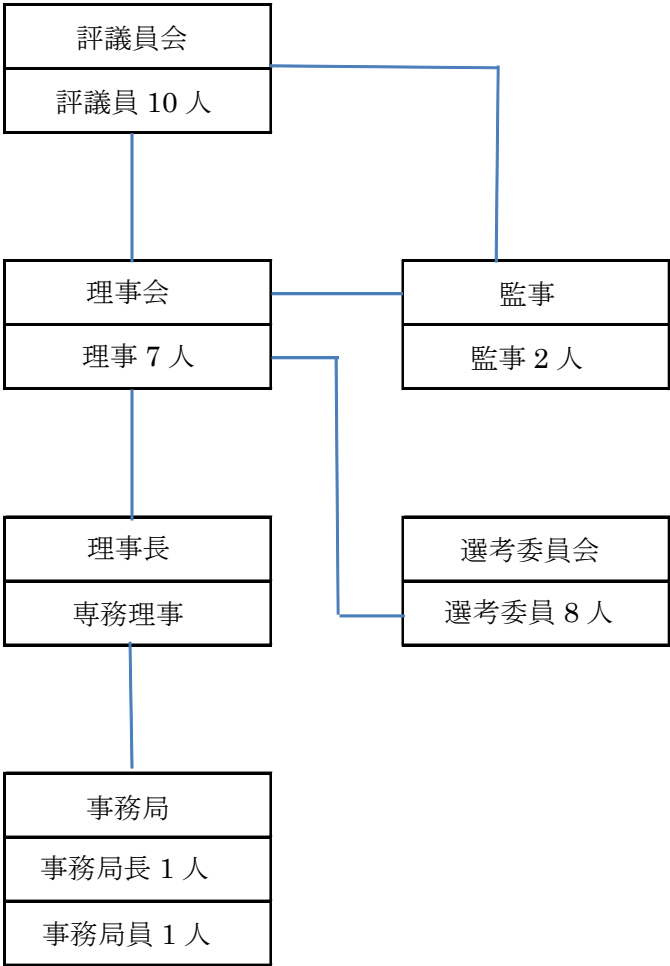 評議員会
評議員 10 人
理事会
理事 7 人
監事
監事 2 人
理事長
専務理事
選考委員会
選考委員 8 人
事務局
事務局長 1 人
事務局員 1 人